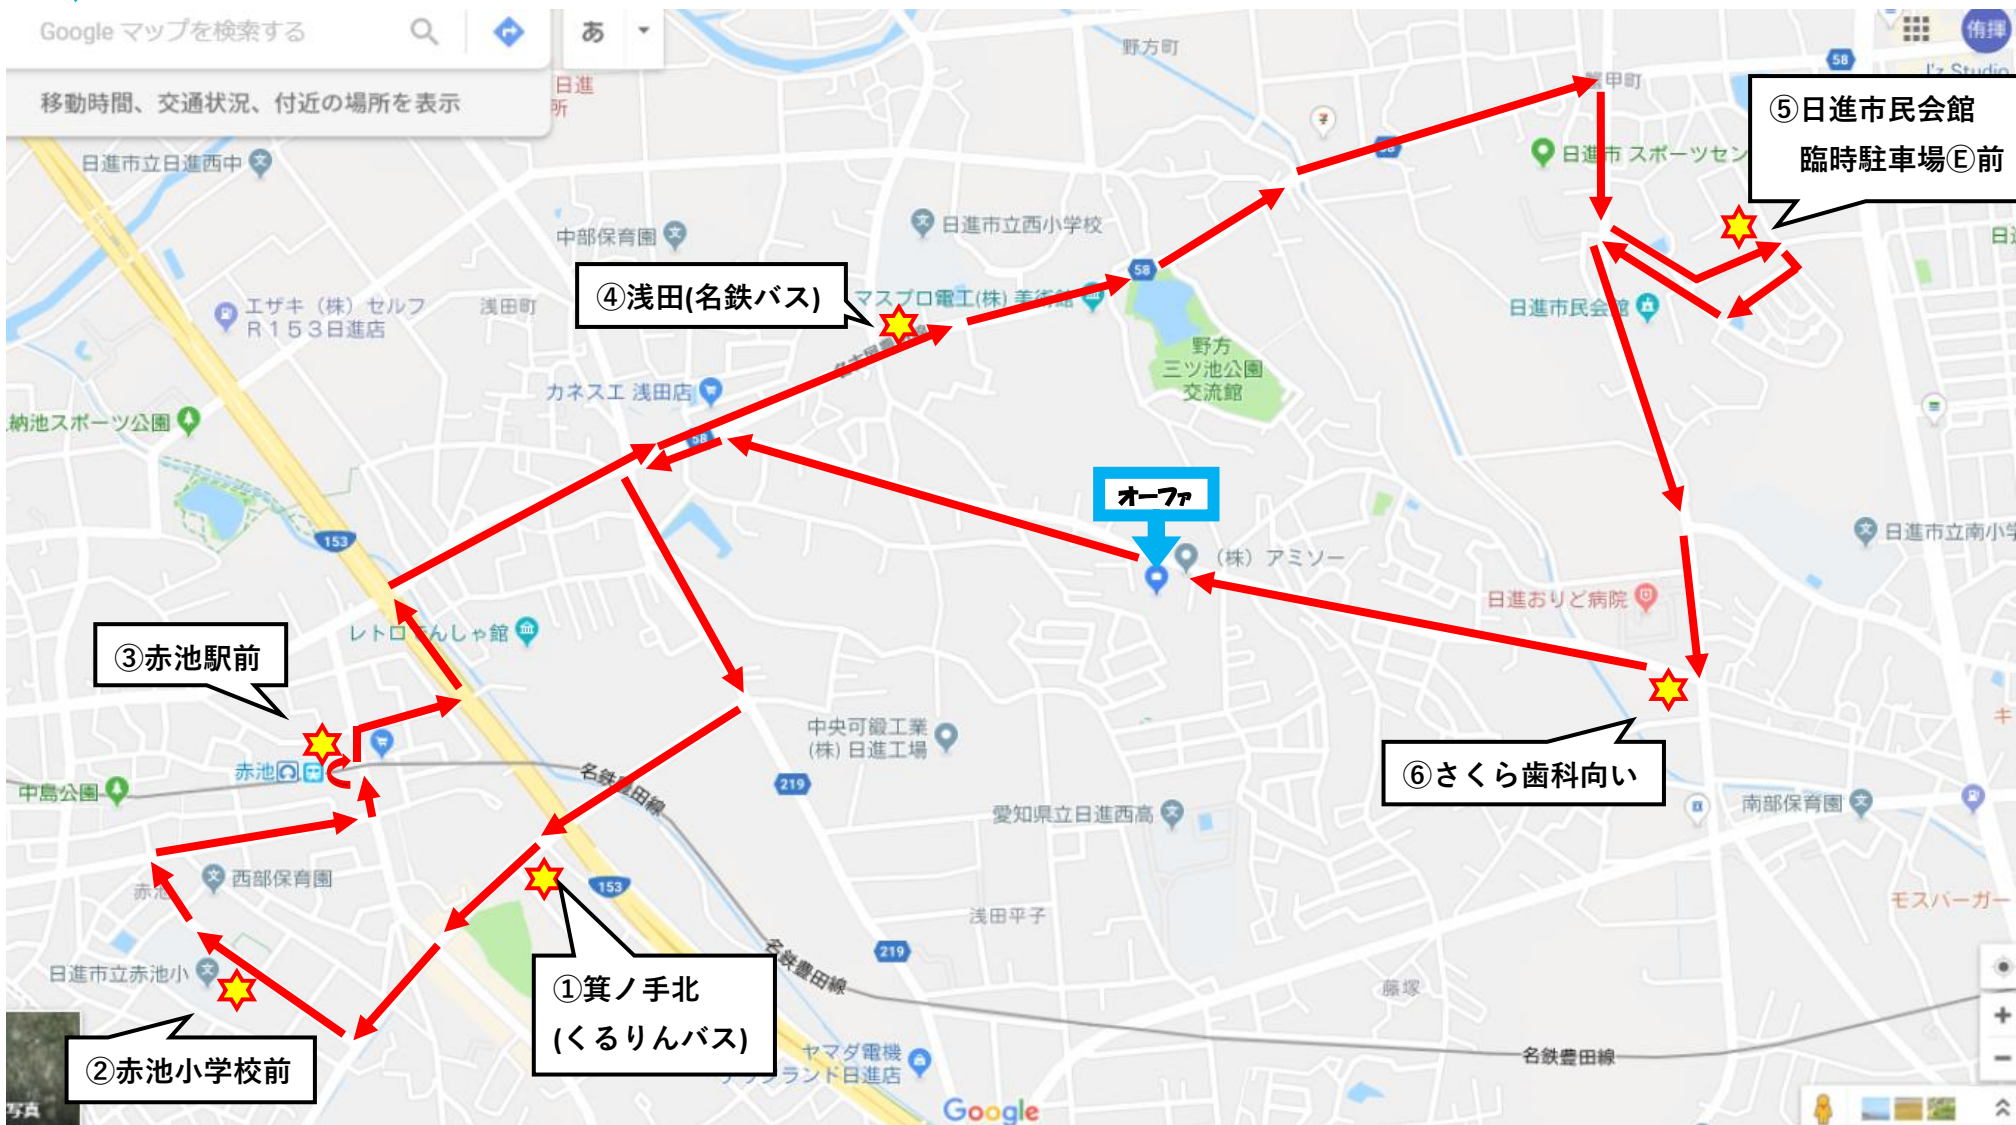 Google マップを検索する
あ
移動時間、交通状況、付近の場所を表示
日進
所
野方町
58
侑揮
J'z Studio
蟹甲町
⑤日進市民会館
臨時駐車場Ⓔ前
日進市立日進西中
日進市 スポーツセン
58
中部保育園
日進市立西小学校
④浅田(名鉄バス)
58
マスプロ電工(株) 美術館
エザキ（株）セルフ
R153日進店
浅田町
日進市民会館
野方
三ツ池公園
交流館
カネスエ 浅田店
納池スポーツ公園
58
オーファ
153
（株）アミソー
日進市立南小学
日進おりど病院
レトロでんしゃ館
③赤池駅前
赤池
中島公園
名鉄豊田線
中央可鍛工業
(株) 日進工場
219
⑥さくら歯科向い
愛知県立日進西高
南部保育園
西部保育園
赤池
153
モスバーガー
浅田平子
219
名鉄豊田線
日進市立赤池小
①箕ノ手北
(くるりんバス)
藤塚
②赤池小学校前
ヤマダ電機
テックランド日進店
名鉄豊田線
写真
Google